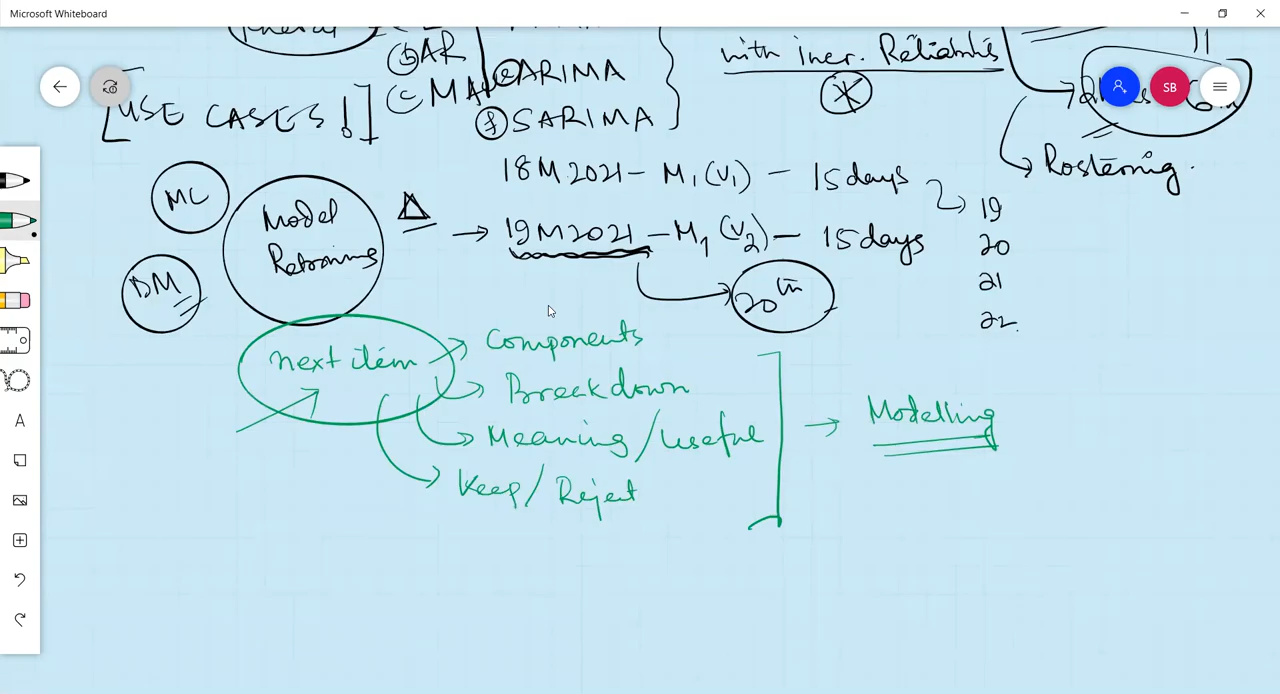 Microsoft Whiteboard
AR
ARIMA
with incr.
SB
USE CASES!]
SARIMA
Rostering.
MC
Model
Retraining
18M2021 - M1(V1) - 15 days
19
19M2021 - M1(V2) - 15 days
20
DM
20th
21
22.
next item
Components
Breakdown
Meaning/Useful
Keep/Reject
Modelling
A